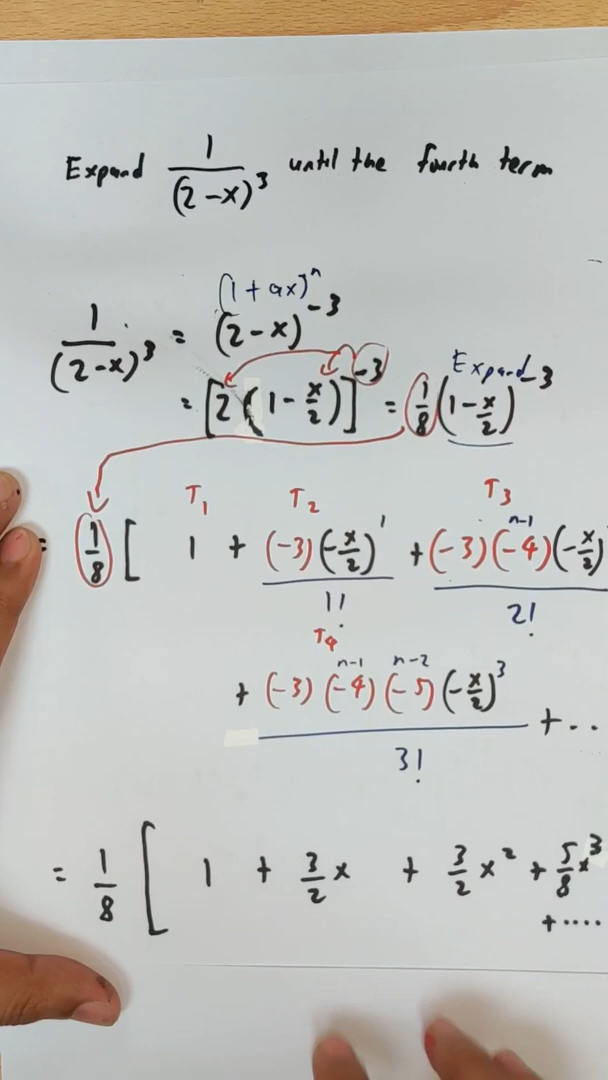 Expand 1/(2-x)^3 until the fourth term
(1+ax)^n
1/(2-x)^3 = (2-x)^-3
Expand
= [2(1-x/2)]^-3 = 1/8 (1-x/2)^-3
T1 T2 T3
n-1
= 1/8 [ 1 + (-3)(-x/2)^1/1! + (-3)(-4)(-x/2)/2!
T4
n-1 n-2
+ (-3)(-4)(-5)(-x/2)^3/3! + ..
= 1/8 [ 1 + 3/2 x + 3/2 x^2 + 5/8 x^3
+ ....